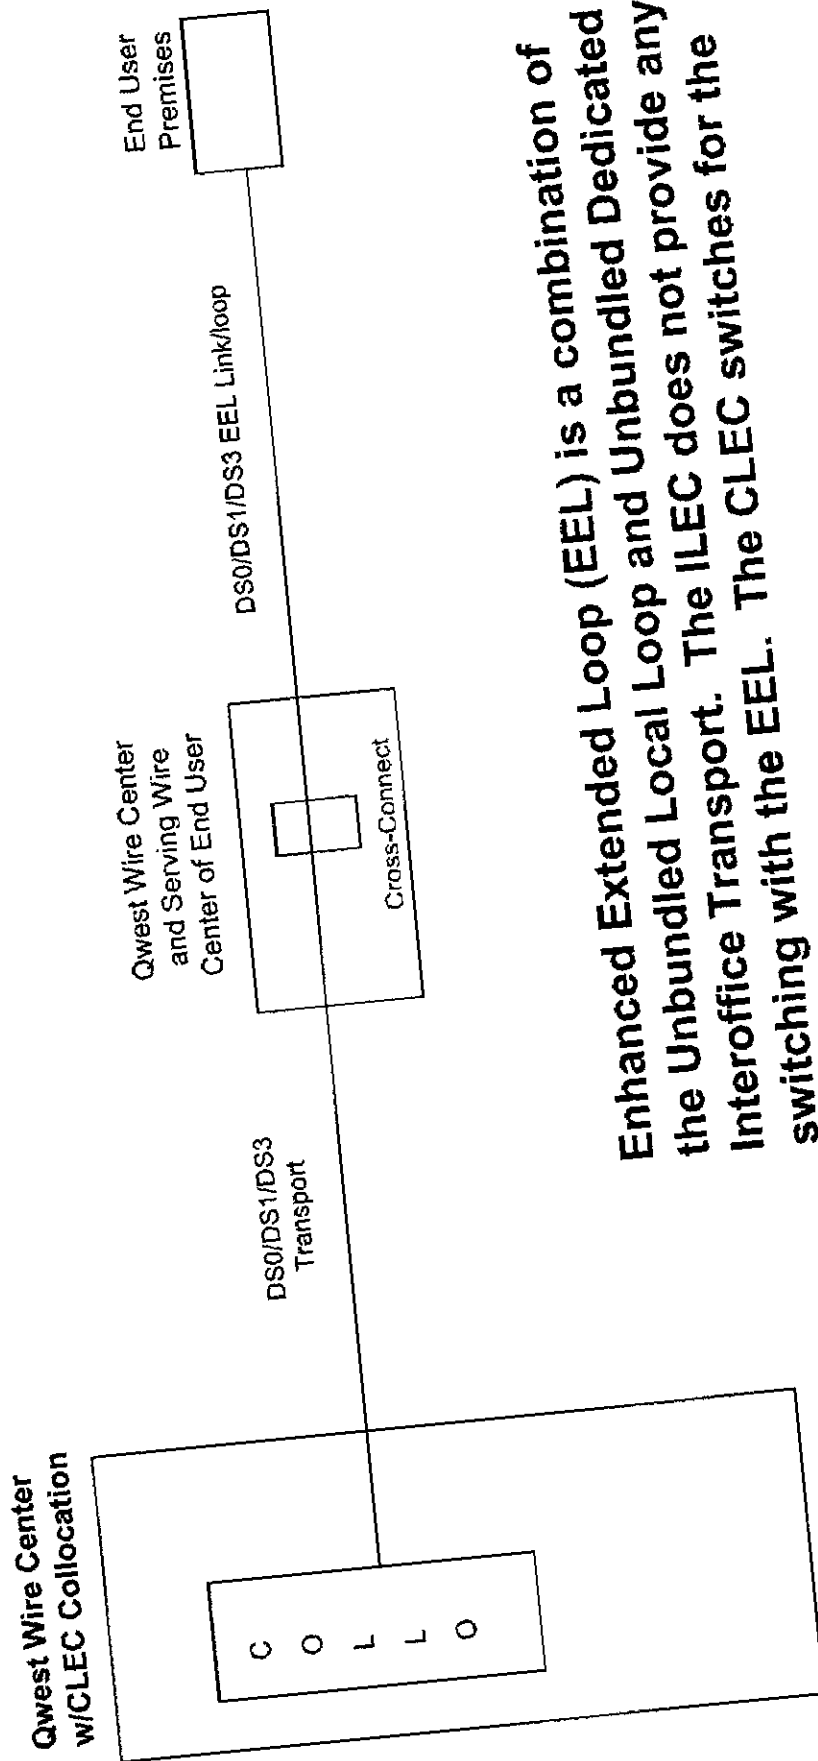 Qwest Wire Center
w/CLEC Collocation
C
O
L
L
O
DS0/DS1/DS3
Transport
Qwest Wire Center
and Serving Wire
Center of End User
Cross-Connect
DS0/DS1/DS3 EEL Link/loop
End User
Premises
Enhanced Extended Loop (EEL) is a combination of
the Unbundled Local Loop and Unbundled Dedicated
Interoffice Transport. The ILEC does not provide any
switching with the EEL. The CLEC switches for the